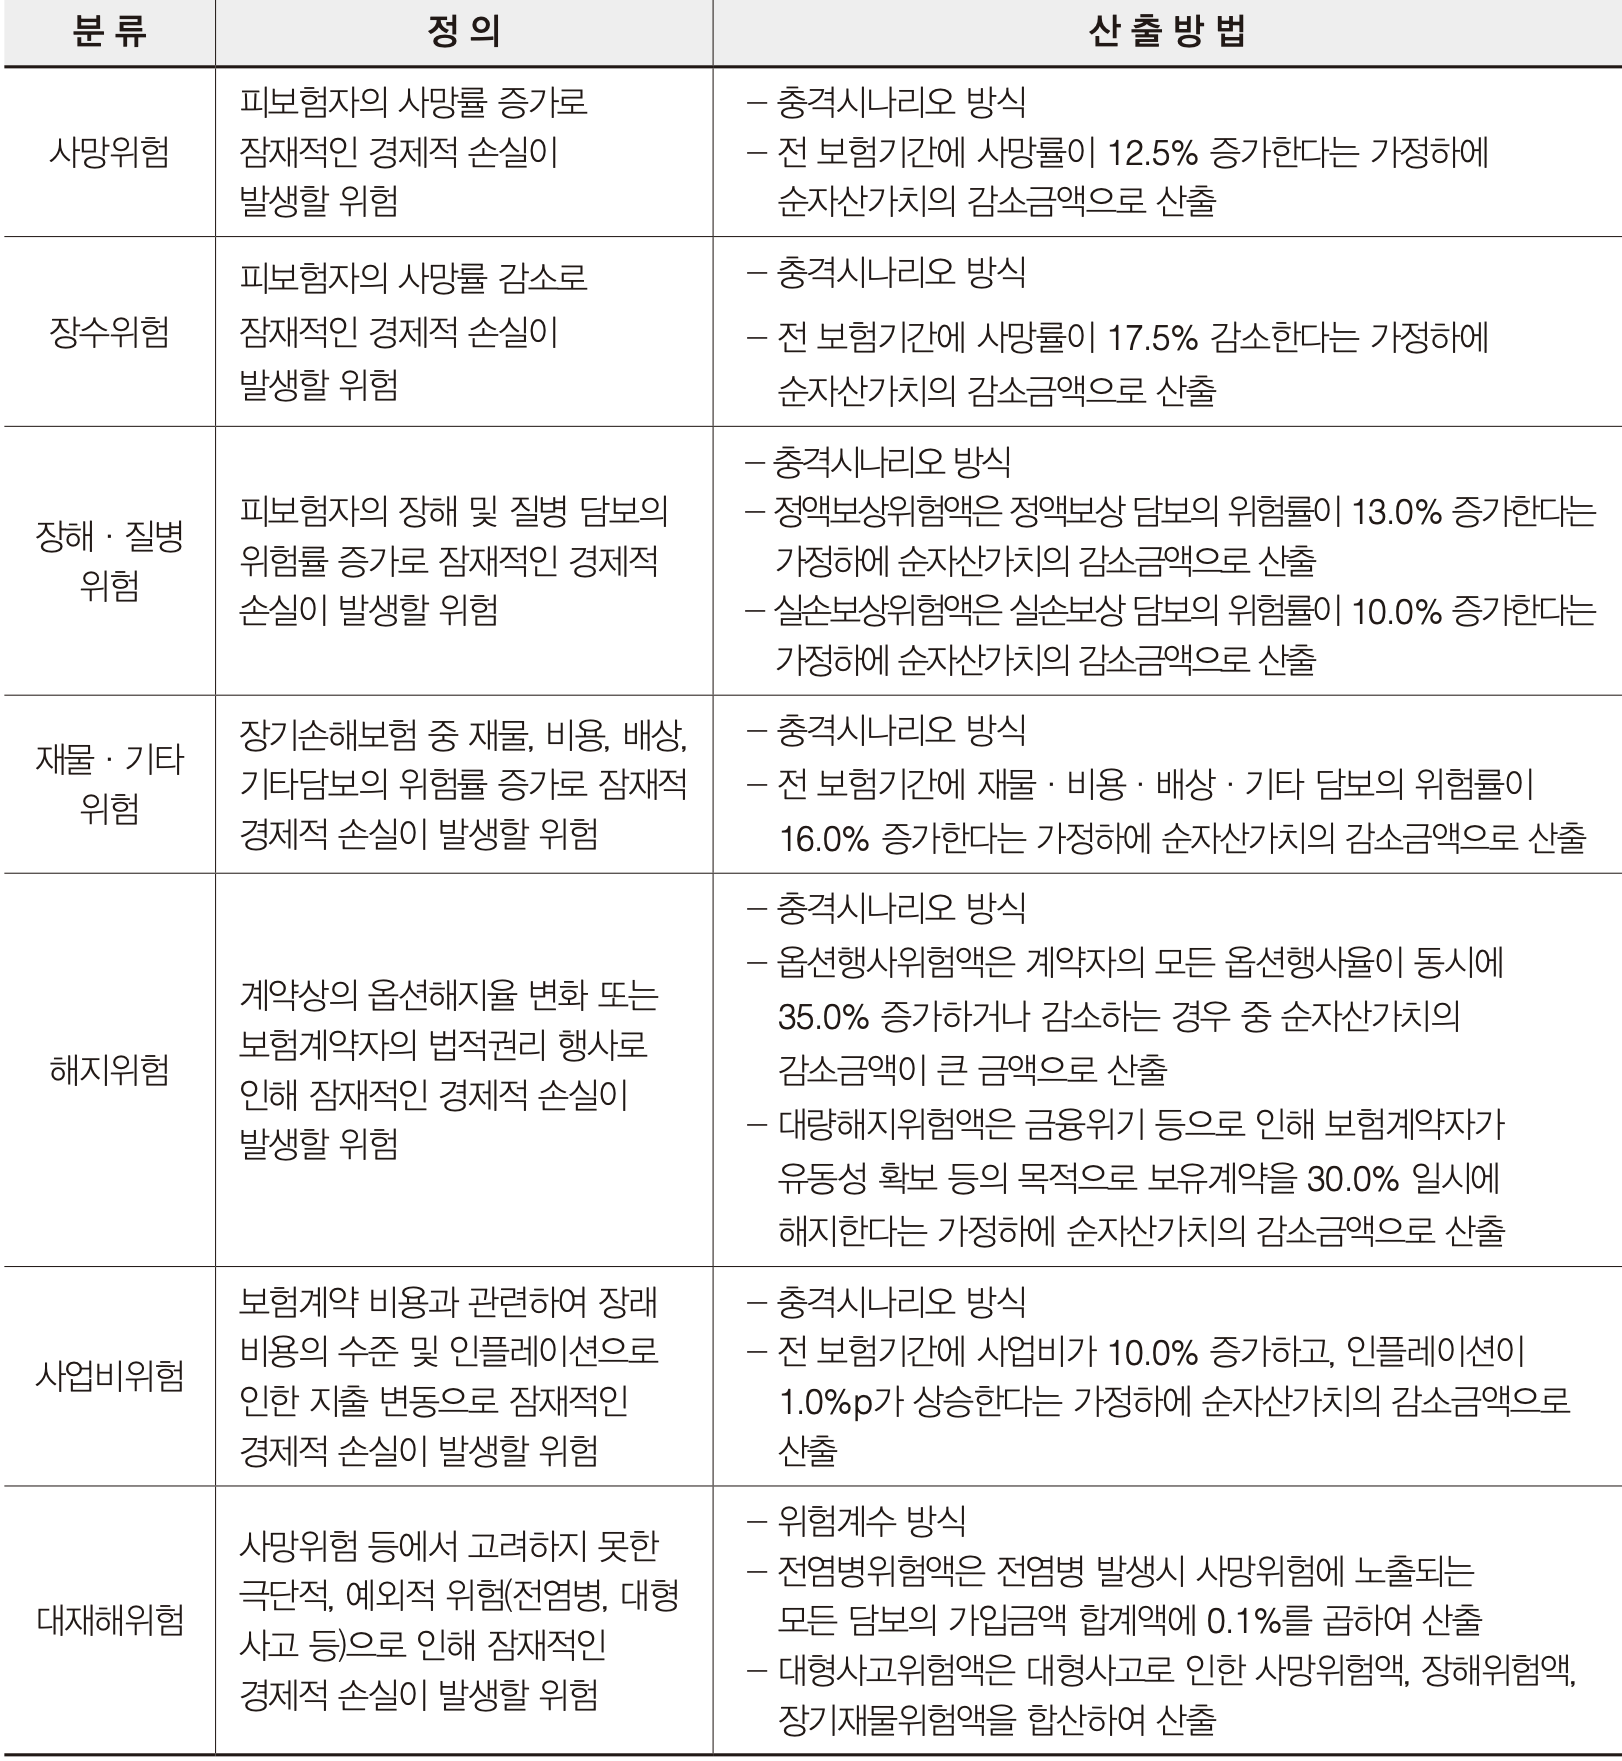 분 류 정 의 산 출 방 법
사망위험
피보험자의 사망률 증가로
잠재적인 경제적 손실이
발생할 위험
– 충격시나리오 방식
– 전 보험기간에 사망률이 12.5% 증가한다는 가정하에
순자산가치의 감소금액으로 산출
장수위험
피보험자의 사망률 감소로
잠재적인 경제적 손실이
발생할 위험
– 충격시나리오 방식
– 전 보험기간에 사망률이 17.5% 감소한다는 가정하에
순자산가치의 감소금액으로 산출
장해 · 질병
위험
피보험자의 장해 및 질병 담보의
위험률 증가로 잠재적인 경제적
손실이 발생할 위험
– 충격시나리오 방식
– 정액보상위험액은 정액보상 담보의 위험률이 13.0% 증가한다는
가정하에 순자산가치의 감소금액으로 산출
– 실손보상위험액은 실손보상 담보의 위험률이 10.0% 증가한다는
가정하에 순자산가치의 감소금액으로 산출
재물 · 기타
위험
장기손해보험 중 재물, 비용, 배상,
기타담보의 위험률 증가로 잠재적
경제적 손실이 발생할 위험
– 충격시나리오 방식
– 전 보험기간에 재물 · 비용 · 배상 · 기타 담보의 위험률이
16.0% 증가한다는 가정하에 순자산가치의 감소금액으로 산출
해지위험
계약상의 옵션해지율 변화 또는
보험계약자의 법적권리 행사로
인해 잠재적인 경제적 손실이
발생할 위험
– 충격시나리오 방식
– 옵션행사위험액은 계약자의 모든 옵션행사율이 동시에
35.0% 증가하거나 감소하는 경우 중 순자산가치의
감소금액이 큰 금액으로 산출
– 대량해지위험액은 금융위기 등으로 인해 보험계약자가
유동성 확보 등의 목적으로 보유계약을 30.0% 일시에
해지한다는 가정하에 순자산가치의 감소금액으로 산출
사업비위험
보험계약 비용과 관련하여 장래
비용의 수준 및 인플레이션으로
인한 지출 변동으로 잠재적인
경제적 손실이 발생할 위험
– 충격시나리오 방식
– 전 보험기간에 사업비가 10.0% 증가하고, 인플레이션이
1.0%p가 상승한다는 가정하에 순자산가치의 감소금액으로
산출
대재해위험
사망위험 등에서 고려하지 못한
극단적, 예외적 위험(전염병, 대형
사고 등)으로 인해 잠재적인
경제적 손실이 발생할 위험
– 위험계수 방식
– 전염병위험액은 전염병 발생시 사망위험에 노출되는
모든 담보의 가입금액 합계액에 0.1%를 곱하여 산출
– 대형사고위험액은 대형사고로 인한 사망위험액, 장해위험액,
장기재물위험액을 합산하여 산출